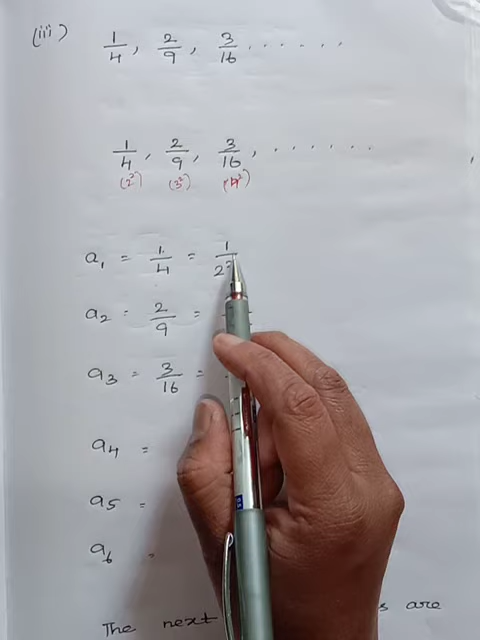 (iii) 1/4, 2/9, 3/16 . . . . . .
1/4, 2/9, 3/16, . . . . . . .
(2²) (3²) (4²)
a₁ = 1/4 = 1/2²
a₂ = 2/9 =
a₃ = 3/16 =
a₄ =
a₅ =
a₆ =
The next are